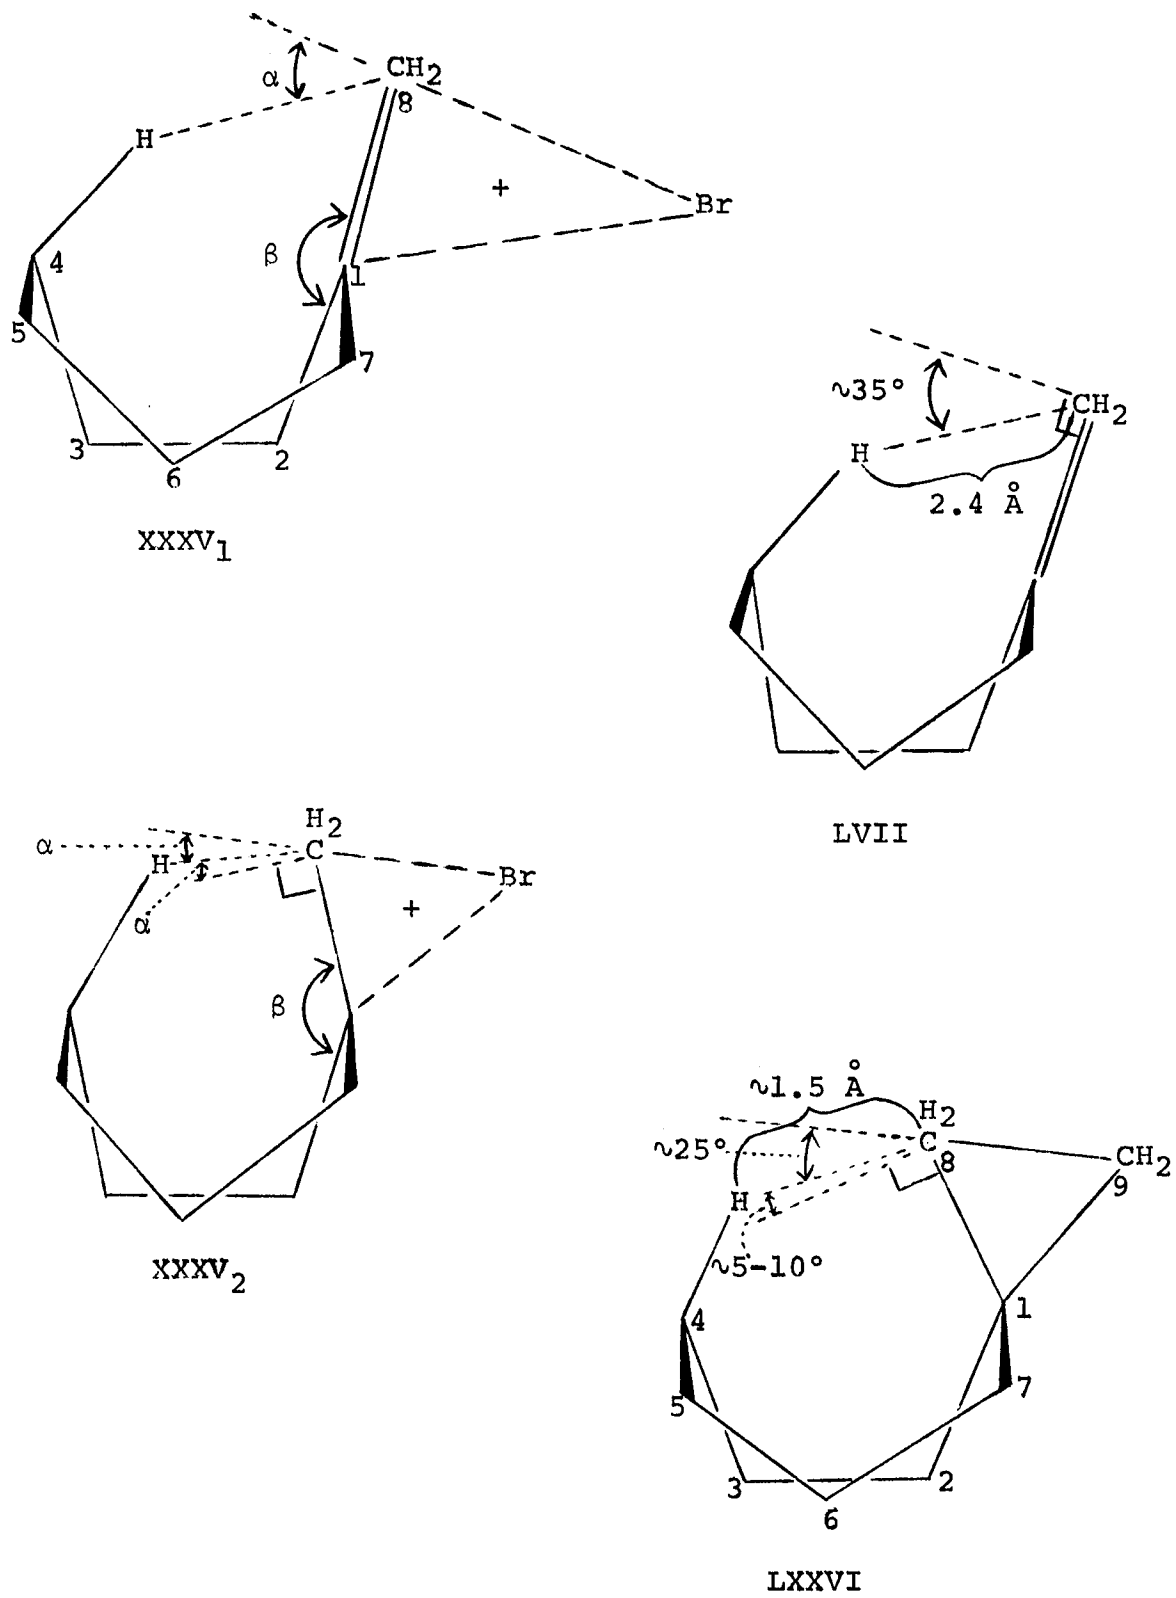 α
CH2
8
H
+
Br
4
β
1
5
7
3
2
6
XXXV1
~35°
CH2
H
2.4 Å
LVII
H2
α
H
C
Br
α
+
β
XXXV2
~1.5 Å
H2
~25°
C
8
CH2
9
H
~5-10°
4
1
5
7
3
2
6
LXXVI